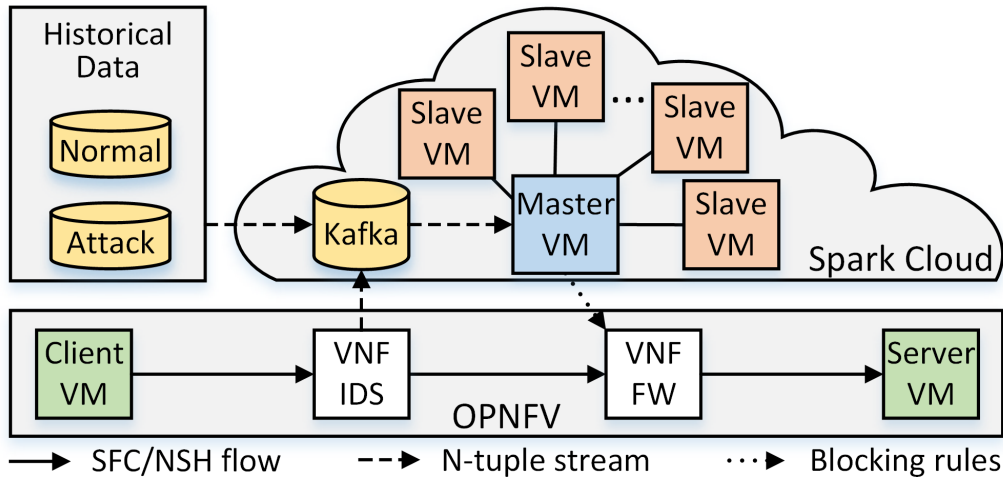 Historical
Data
Normal
Attack
Kafka
Slave
VM
Slave
VM
...
Slave
VM
Slave
VM
Master
VM
Spark Cloud
Client
VM
VNF
IDS
VNF
FW
Server
VM
OPNFV
SFC/NSH flow
N-tuple stream
Blocking rules